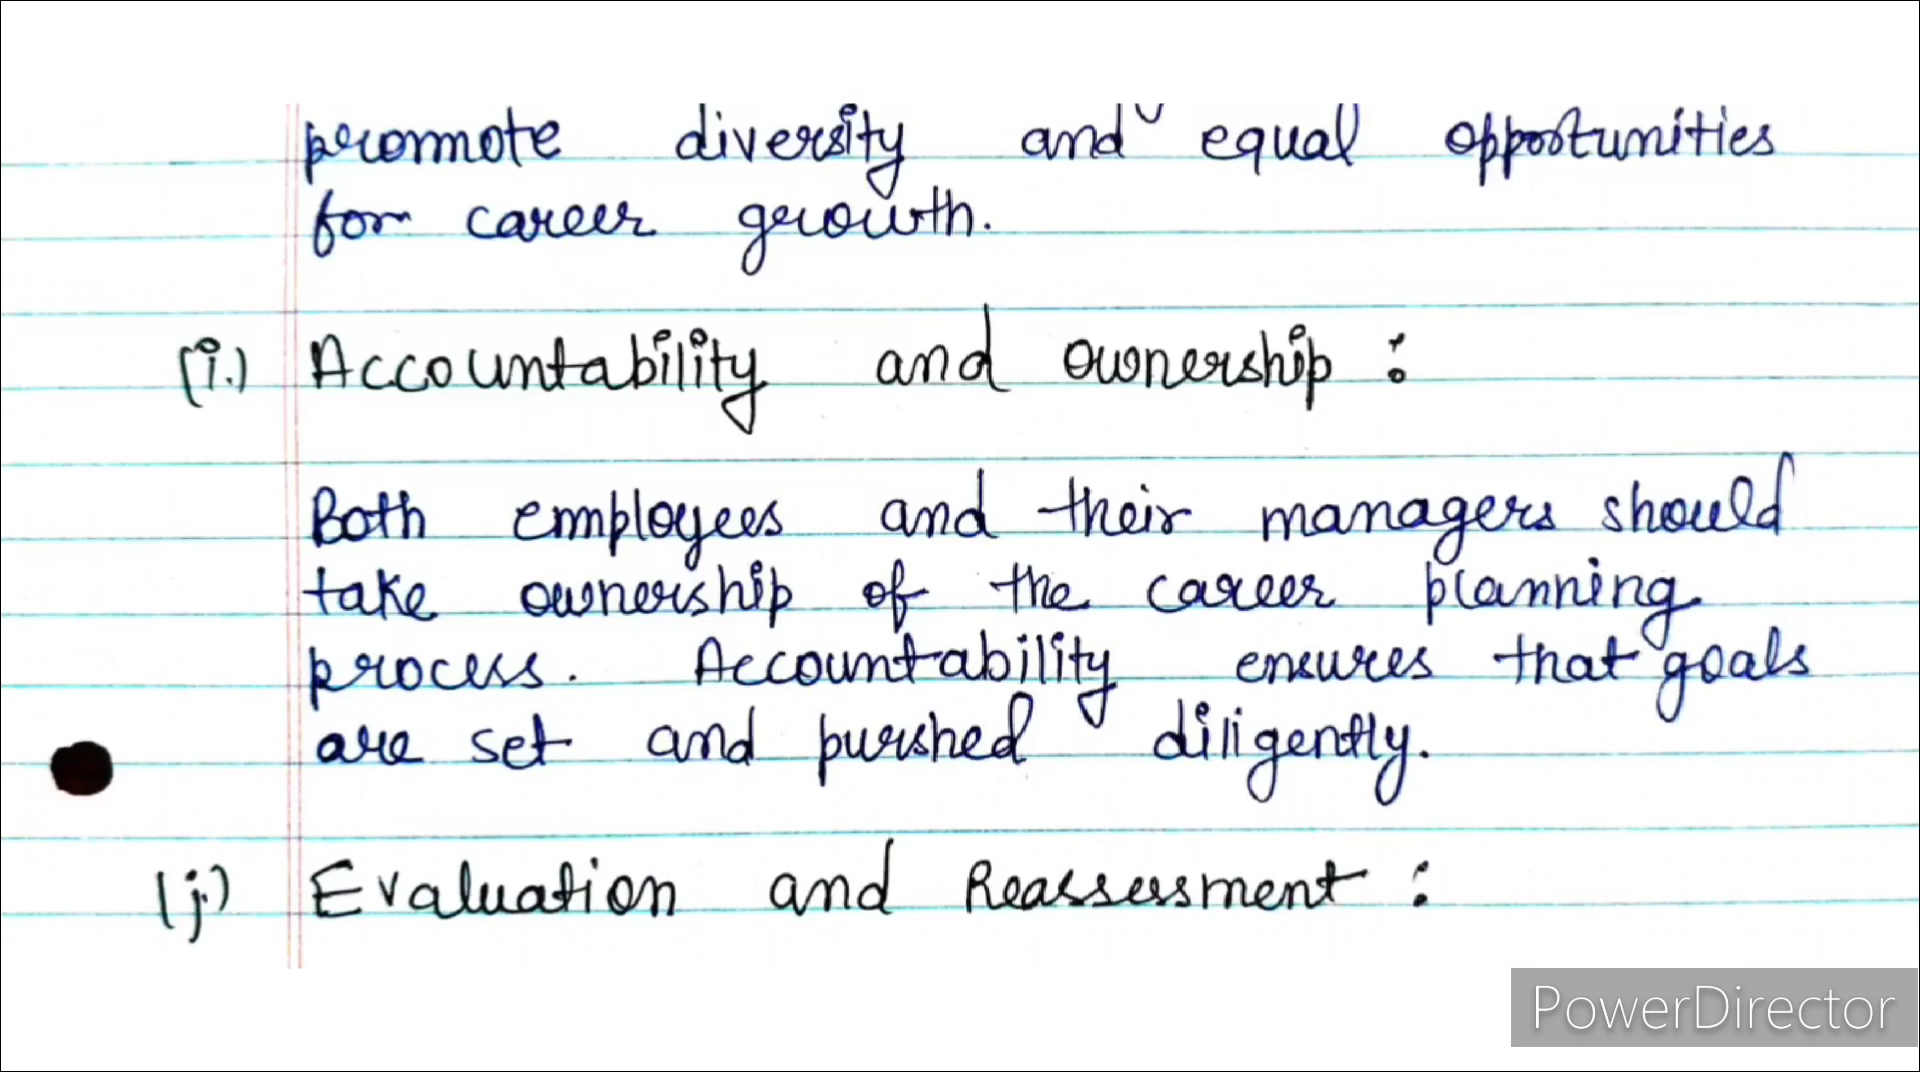 promote diversity and equal opportunities
for career growth.
(i.) Accountability and ownership :
Both employees and their managers should
take ownership of the career planning
process. Accountability ensures that goals
are set and purshed diligently.
(j) Evaluation and Reassessment :
PowerDirector